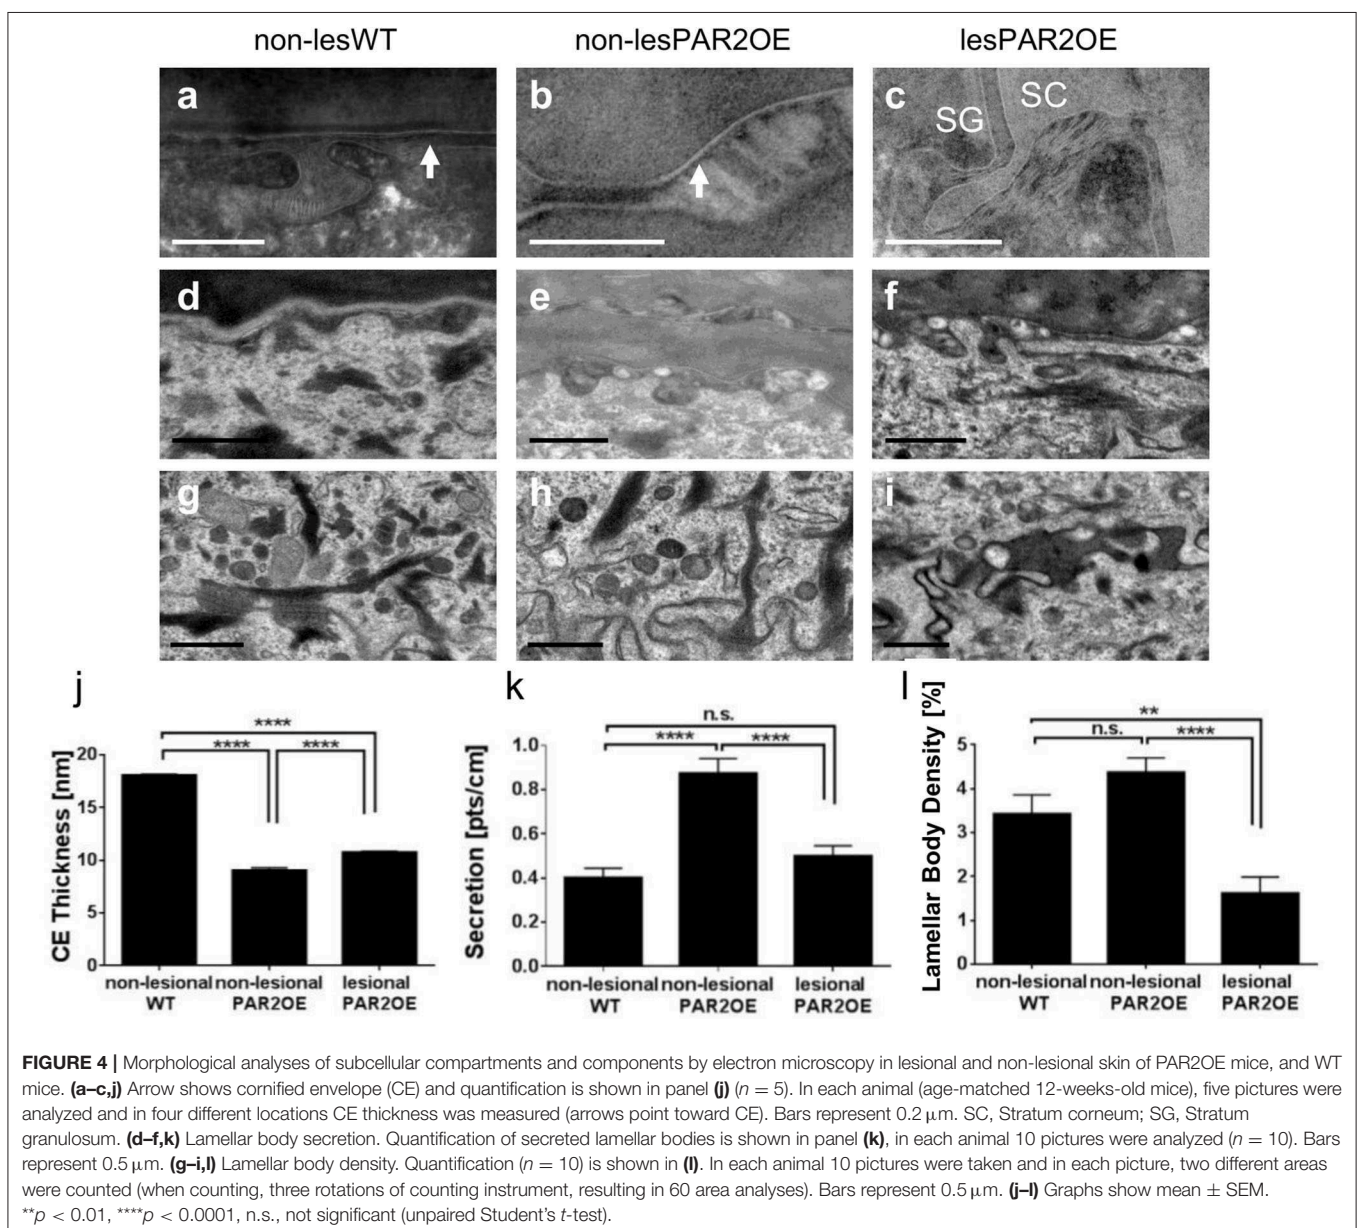 non-lesWT non-lesPAR2OE lesPAR2OE
a b c
SG SC
d e f
g h i
j k l
****
**** ****
CE Thickness [nm]
20
15
10
5
0
non-lesional WT
non-lesional PAR2OE
lesional PAR2OE
n.s.
**** ****
Secretion [pts/cm]
1.0
0.8
0.6
0.4
0.2
0.0
non-lesional WT
non-lesional PAR2OE
lesional PAR2OE
**
n.s. ****
Lamellar Body Density [%]
5
4
3
2
1
0
non-lesional WT
non-lesional PAR2OE
lesional PAR2OE
FIGURE 4 | Morphological analyses of subcellular compartments and components by electron microscopy in lesional and non-lesional skin of PAR2OE mice, and WT
mice. (a–c,j) Arrow shows cornified envelope (CE) and quantification is shown in panel (j) (n = 5). In each animal (age-matched 12-weeks-old mice), five pictures were
analyzed and in four different locations CE thickness was measured (arrows point toward CE). Bars represent 0.2 μm. SC, Stratum corneum; SG, Stratum
granulosum. (d–f,k) Lamellar body secretion. Quantification of secreted lamellar bodies is shown in panel (k), in each animal 10 pictures were analyzed (n = 10). Bars
represent 0.5 μm. (g–i,l) Lamellar body density. Quantification (n = 10) is shown in (l). In each animal 10 pictures were taken and in each picture, two different areas
were counted (when counting, three rotations of counting instrument, resulting in 60 area analyses). Bars represent 0.5 μm. (j–l) Graphs show mean ± SEM.
**p < 0.01, ****p < 0.0001, n.s., not significant (unpaired Student's t-test).